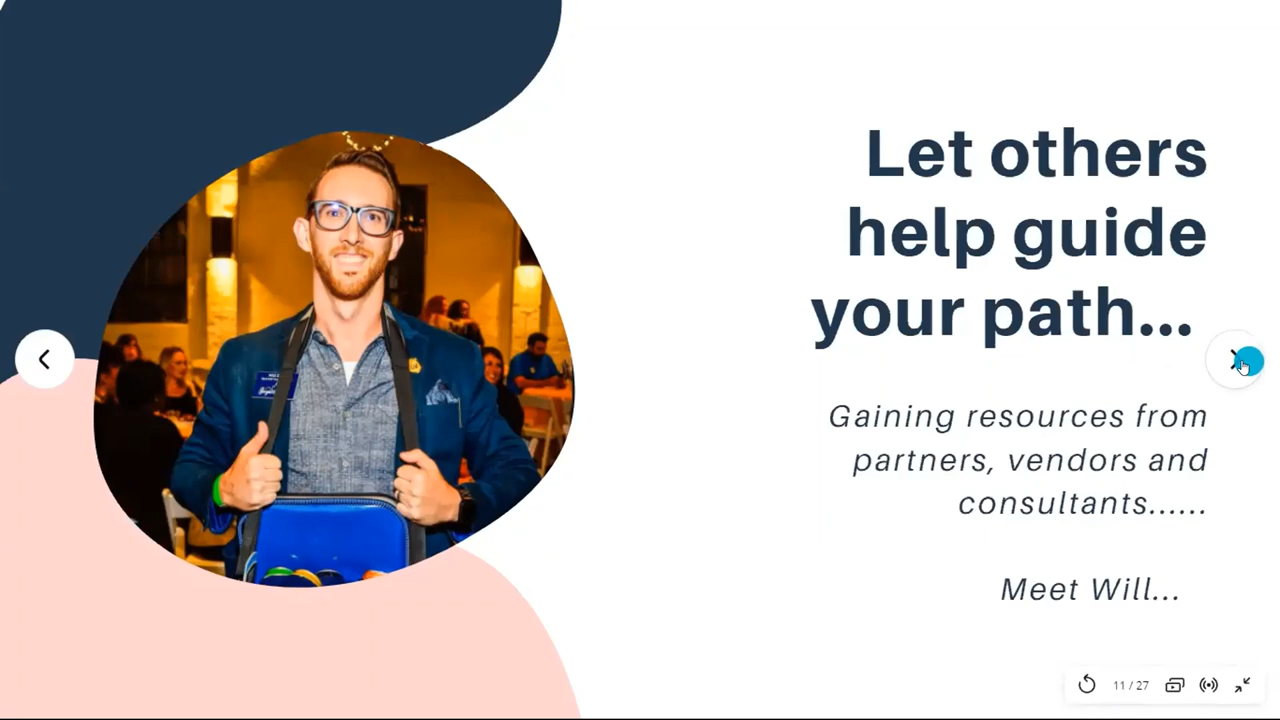 Let others
help guide
your path...
Gaining resources from
partners, vendors and
consultants......
Meet Will...
11 / 27